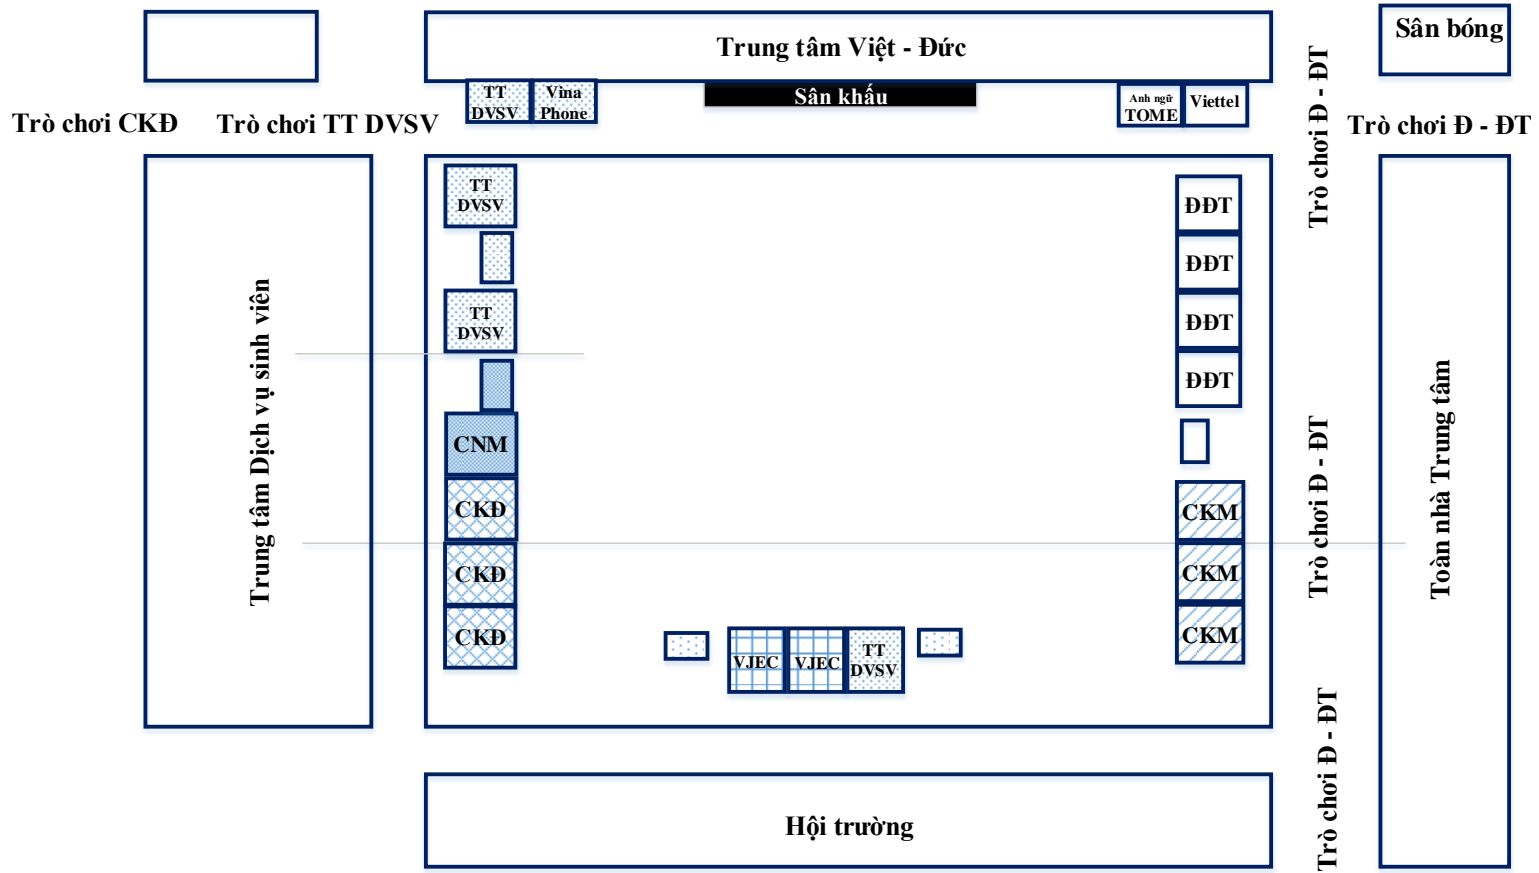 Trung tâm Việt - Đức
Sân bóng
TT
DVSV
Vina
Phone
Sân khấu
Anh ngữ
TOME
Viettel
Trò chơi CKĐ
Trò chơi TT DVSV
Trò chơi Đ - ĐT
Trò chơi Đ - ĐT
TT
DVSV
ĐĐT
ĐĐT
TT
DVSV
ĐĐT
ĐĐT
Trung tâm Dịch vụ sinh viên
CNM
CKĐ
CKM
Trò chơi Đ - ĐT
Toàn nhà Trung tâm
CKĐ
CKM
CKĐ
CKM
VJEC
VJEC
TT
DVSV
Trò chơi Đ - ĐT
Hội trường